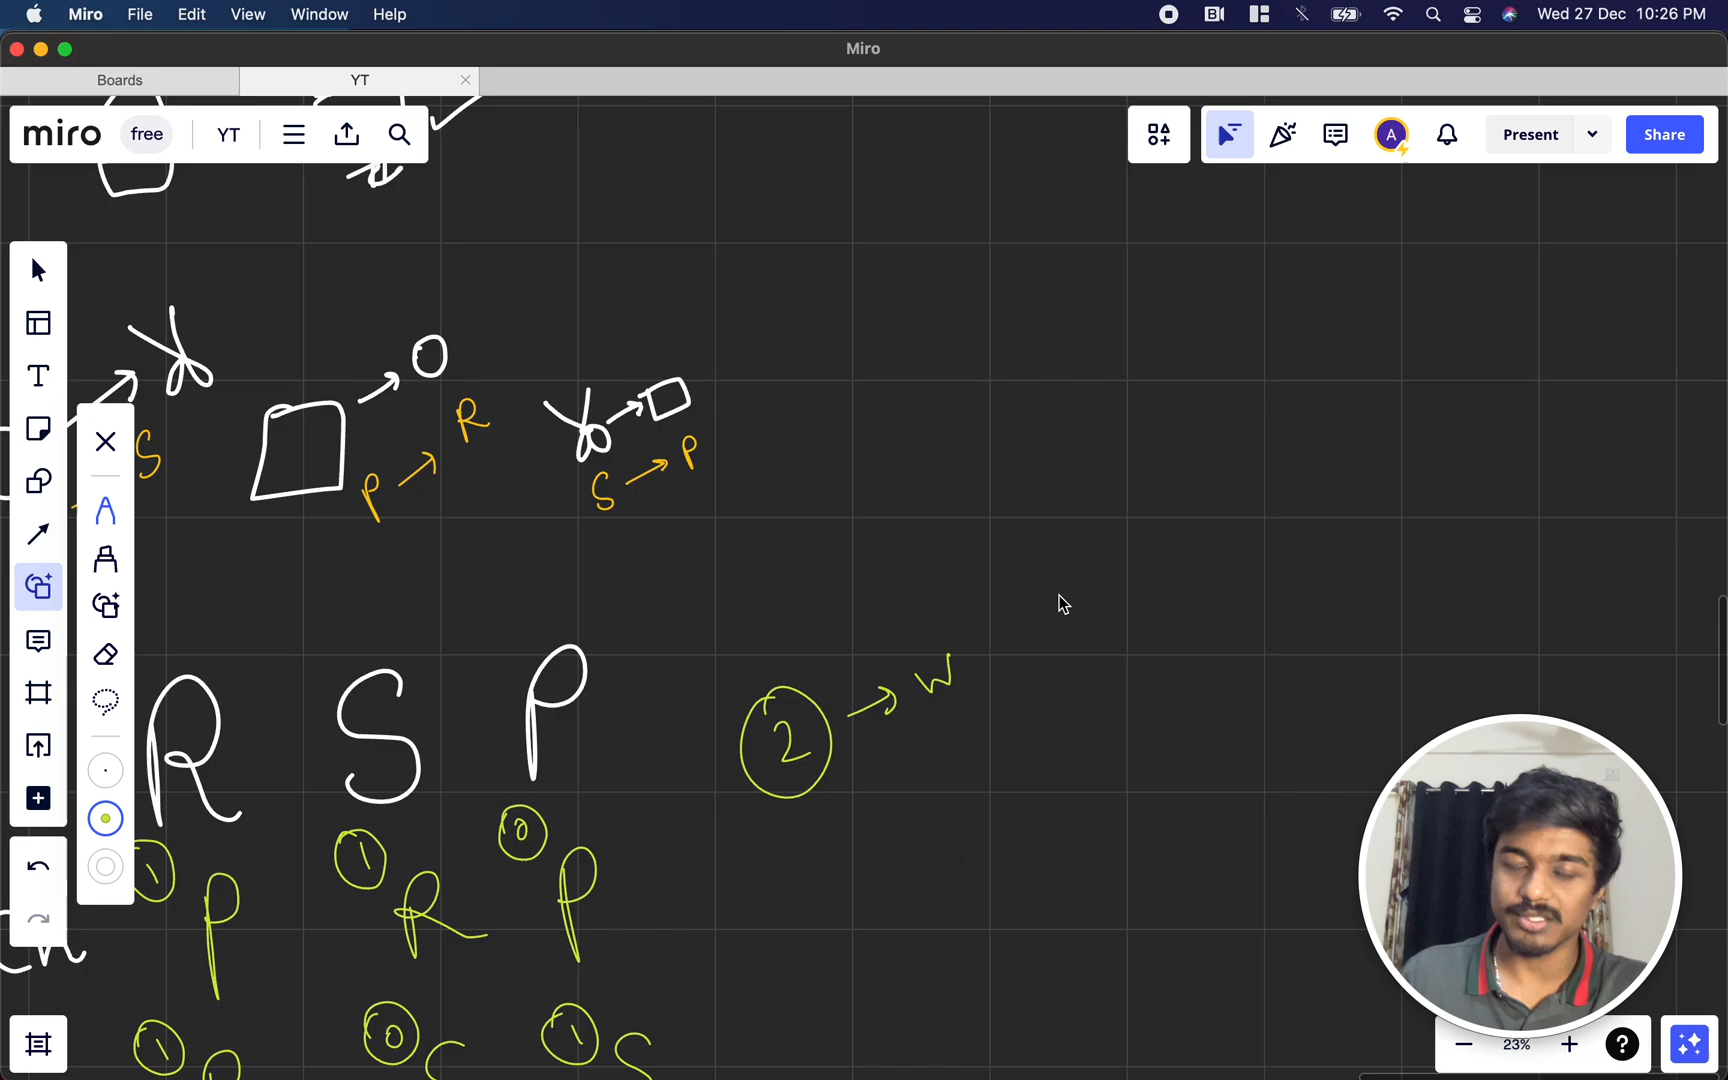 Miro File Edit View Window Help Wed 27 Dec 10:26 PM
Miro
Boards YT
miro free YT Present Share
A
S
P → R
S → P
R S P
2 → W
1 1 0
P R P
1 0 1
23%